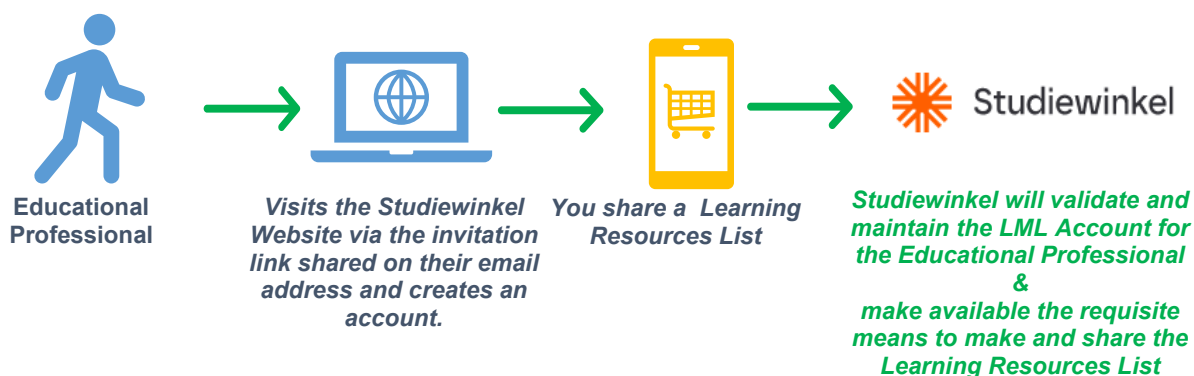 Studiewinkel
Educational
Professional
Visits the Studiewinkel
Website via the invitation
link shared on their email
address and creates an
account.
You share a  Learning
Resources List
Studiewinkel will validate and
maintain the LML Account for
the Educational Professional
&
make available the requisite
means to make and share the
Learning Resources List